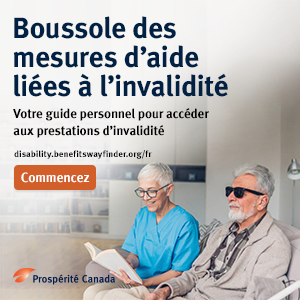 Boussole des
mesures d’aide
liées à l’invalidité
Votre guide personnel pour accéder
aux prestations d’invalidité
disability.benefitswayfinder.org/fr
Commencez
Prospérité Canada